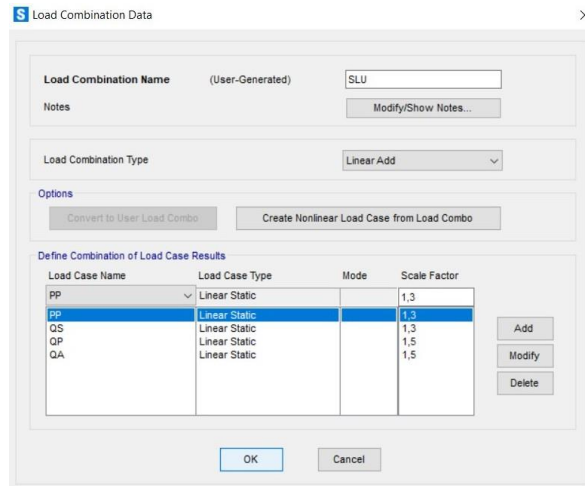 S Load Combination Data
Load Combination Name (User-Generated) SLU
Notes Modify/Show Notes...
Load Combination Type Linear Add
Options
Convert to User Load Combo Create Nonlinear Load Case from Load Combo
Define Combination of Load Case Results
Load Case Name Load Case Type Mode Scale Factor
PP Linear Static 1,3
PP Linear Static 1,3
QS Linear Static 1,3 Add
QP Linear Static 1,5
QA Linear Static 1,5 Modify
Delete
OK Cancel